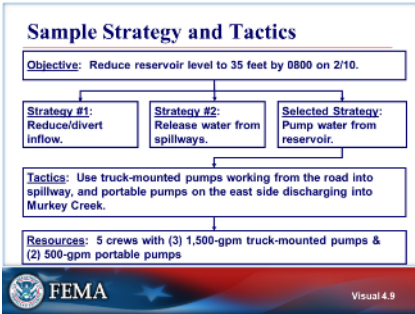 Sample Strategy and Tactics
Objective: Reduce reservoir level to 35 feet by 0800 on 2/10.
Strategy #1:
Reduce/divert
inflow.
Strategy #2:
Release water from
spillways.
Selected Strategy:
Pump water from
reservoir.
Tactics: Use truck-mounted pumps working from the road into
spillway, and portable pumps on the east side discharging into
Murkey Creek.
Resources: 5 crews with (3) 1,500-gpm truck-mounted pumps &
(2) 500-gpm portable pumps
FEMA
Visual 4.9